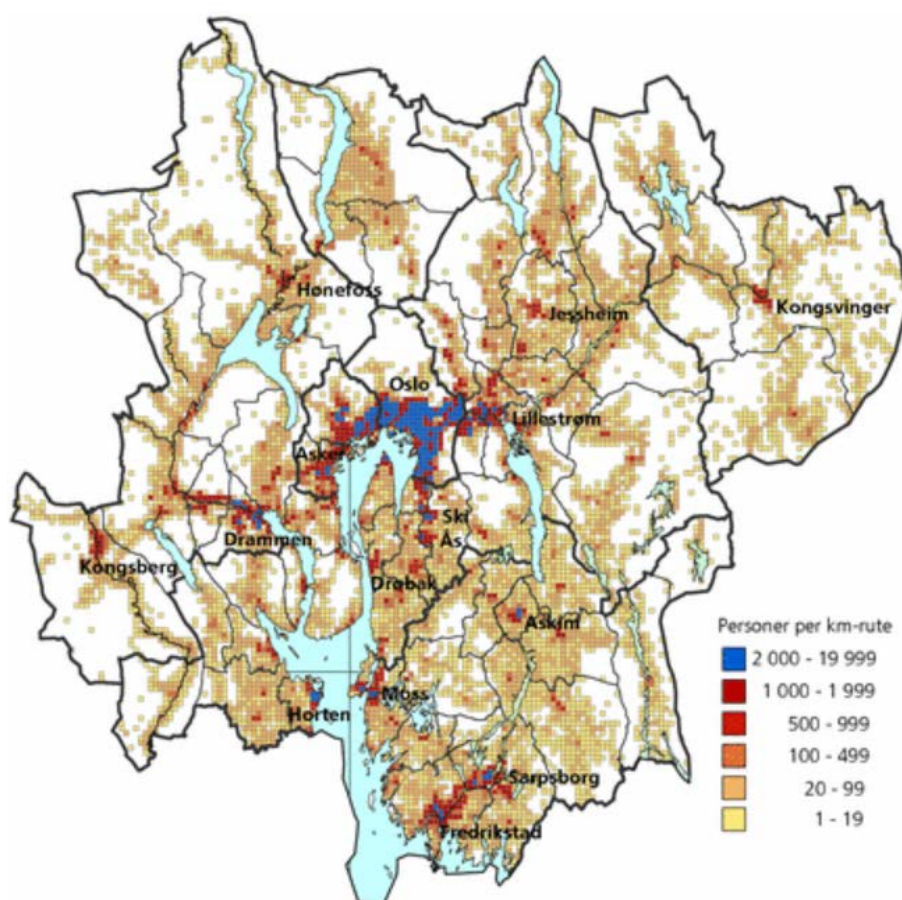 Hønefoss
Jessheim
Kongsvinger
Oslo
Lillestrøm
Asker
Ski
Ås
Drammen
Kongsberg
Drøbak
Askim
Moss
Horten
Sarpsborg
Fredrikstad
Personer per km-rute
2 000 - 19 999
1 000 - 1 999
500 - 999
100 - 499
20 - 99
1 - 19